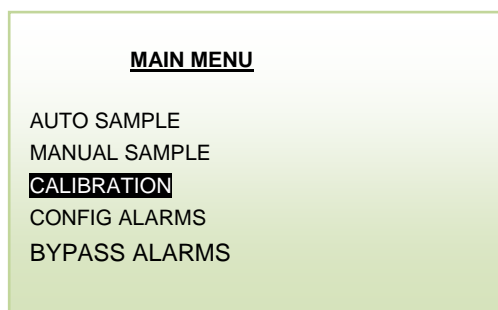 MAIN MENU
AUTO SAMPLE
MANUAL SAMPLE
CALIBRATION
CONFIG ALARMS
BYPASS ALARMS